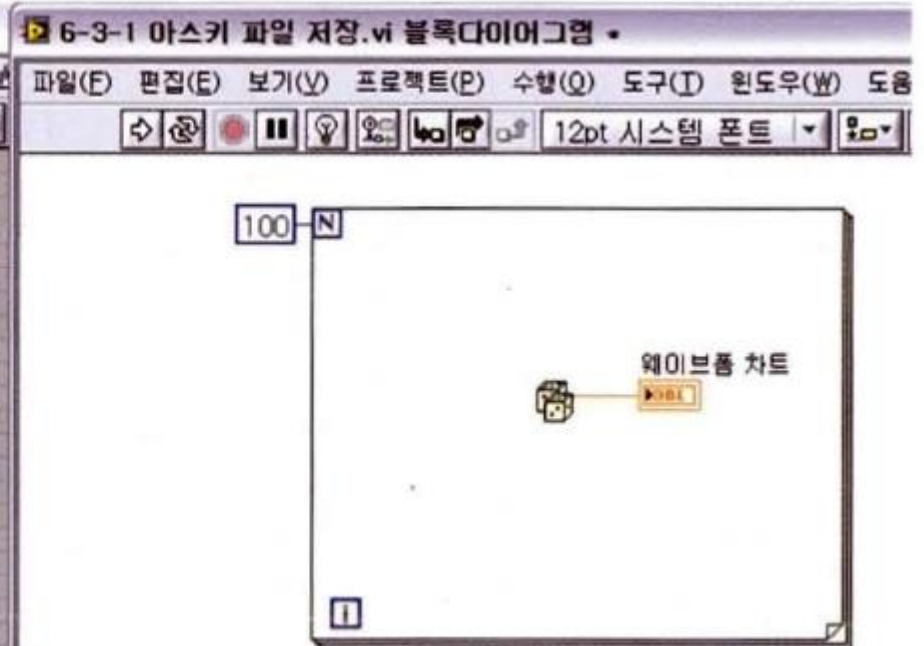 6-3-1 아스키 파일 저장.vi 블록다이어그램 *
파일(F) 편집(E) 보기(V) 프로젝트(P) 수행(O) 도구(T) 윈도우(W) 도움
12pt 시스템 폰트
100 N
웨이브폼 차트
DBL
i